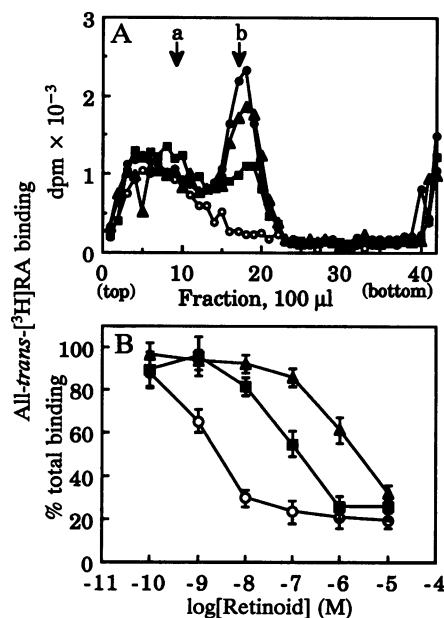 A
a
b
3
2
1
0
dpm × 10⁻³
0
10
20
30
40
(top)
Fraction, 100 μl
(bottom)
All-trans-[³H]RA binding
B
100
80
60
40
20
0
% total binding
-11
-10
-9
-8
-7
-6
-5
-4
log[Retinoid] (M)